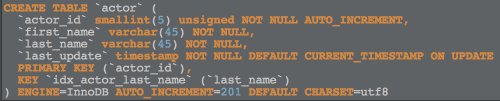 CREATE TABLE `actor` (
`actor_id` smallint(5) unsigned NOT NULL AUTO_INCREMENT,
`first_name` varchar(45) NOT NULL,
`last_name` varchar(45) NOT NULL,
`last_update` timestamp NOT NULL DEFAULT CURRENT_TIMESTAMP ON UPDATE
PRIMARY KEY (`actor_id`),
KEY `idx_actor_last_name` (`last_name`)
) ENGINE=InnoDB AUTO_INCREMENT=201 DEFAULT CHARSET=utf8